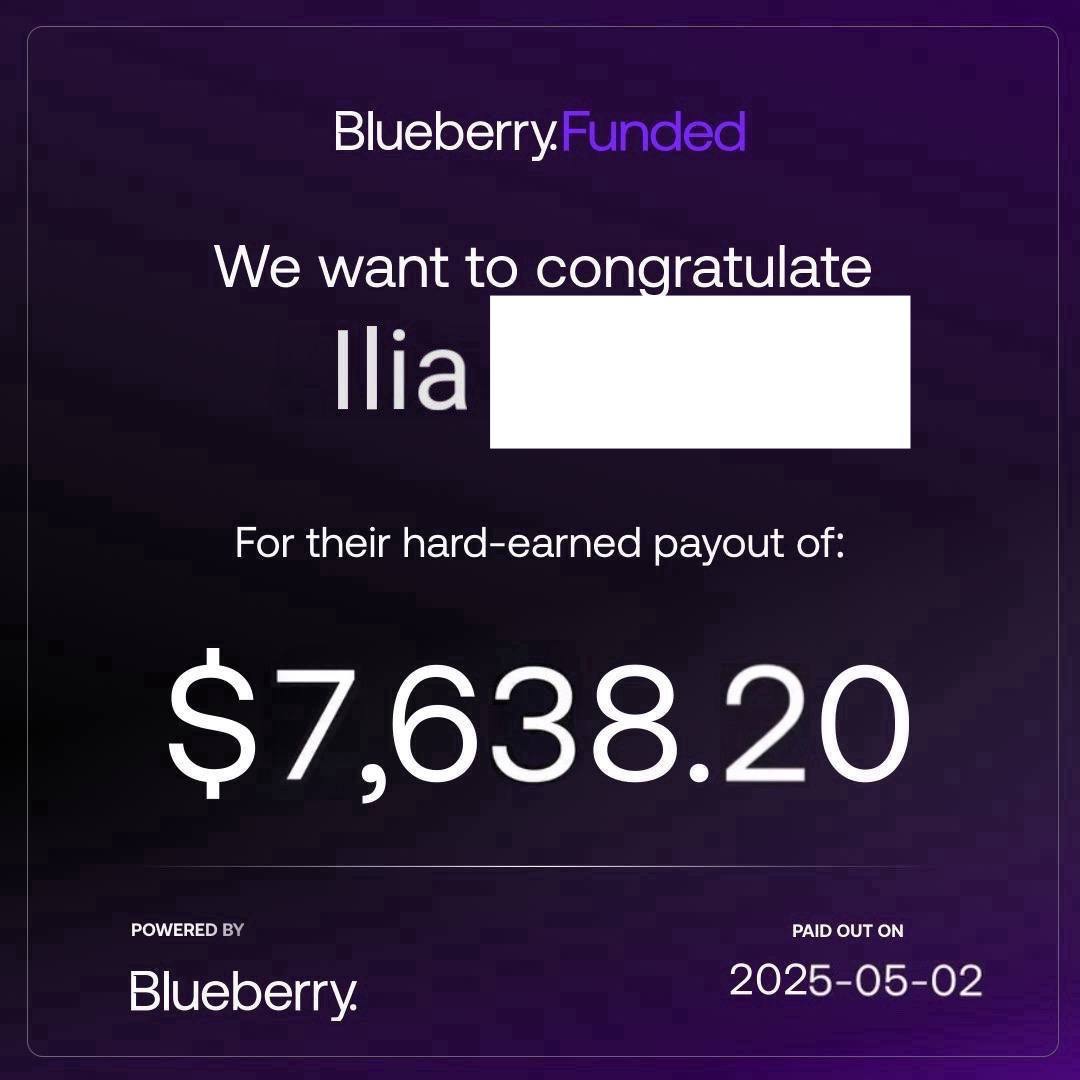 Blueberry.Funded
We want to congratulate
Ilia
For their hard-earned payout of:
$7,638.20
POWERED BY
Blueberry.
PAID OUT ON
2025-05-02